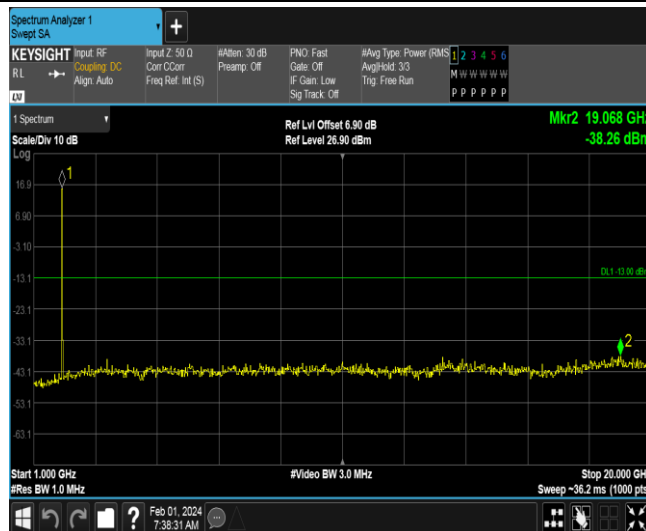 Spectrum Analyzer 1
Swept SA
+
KEYSIGHT
RL
LXI
Input: RF
Coupling: DC
Align: Auto
Input Z: 50 Ω
Corr CCorr
Freq Ref: Int (S)
#Atten: 30 dB
Preamp: Off
PNO: Fast
Gate: Off
IF Gain: Low
Sig Track: Off
#Avg Type: Power (RMS
Avg|Hold: 3/3
Trig: Free Run
1 2 3 4 5 6
M W W W W W
P P P P P P
1 Spectrum
Scale/Div 10 dB
Log
Ref Lvl Offset 6.90 dB
Ref Level 26.90 dBm
Mkr2 19.068 GHz
-38.26 dBm
1
16.9
6.90
-3.10
DL1 -13.00 dBm
-13.1
-23.1
-33.1
2
-43.1
-53.1
-63.1
Start 1.000 GHz
#Res BW 1.0 MHz
#Video BW 3.0 MHz
Stop 20.000 GHz
Sweep ~36.2 ms (1000 pts
?
Feb 01, 2024
7:38:31 AM